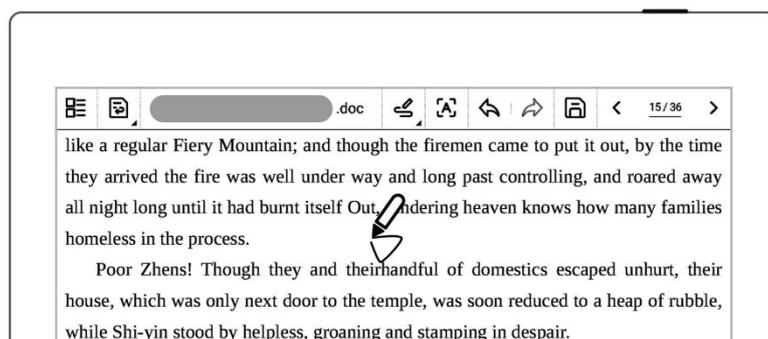 .doc
15/36
like a regular Fiery Mountain; and though the firemen came to put it out, by the time
they arrived the fire was well under way and long past controlling, and roared away
all night long until it had burnt itself Out, ndering heaven knows how many families
homeless in the process.
Poor Zhens! Though they and theirhandful of domestics escaped unhurt, their
house, which was only next door to the temple, was soon reduced to a heap of rubble,
while Shi-yin stood by helpless, groaning and stamping in despair.